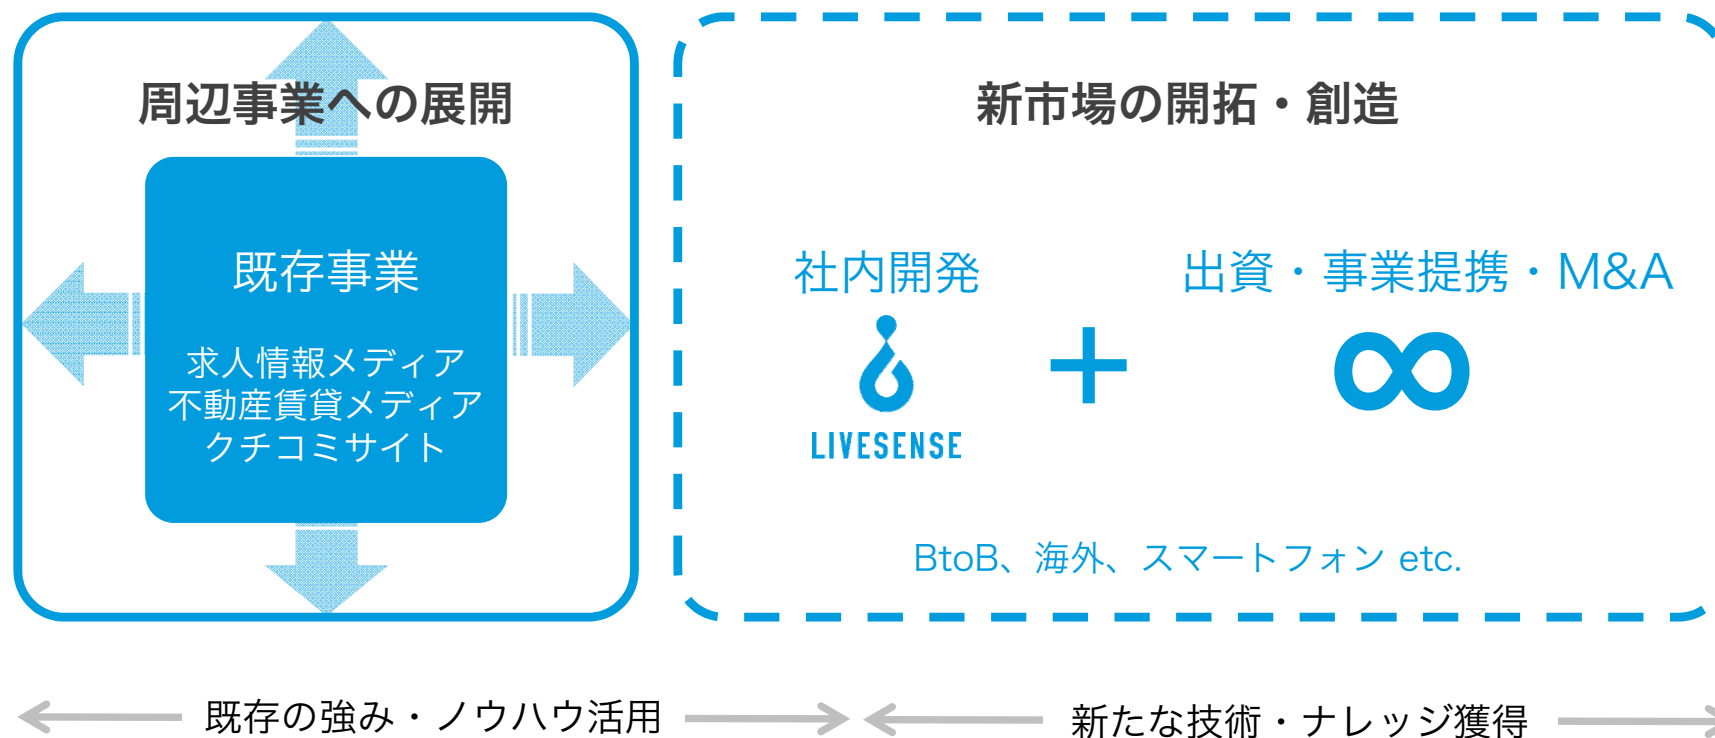 周辺事業への展開
既存事業
求人情報メディア
不動産賃貸メディア
クチコミサイト
新市場の開拓・創造
社内開発
出資・事業提携・M&A
LIVESENSE
+
∞
BtoB、海外、スマートフォン etc.
既存の強み・ノウハウ活用
新たな技術・ナレッジ獲得